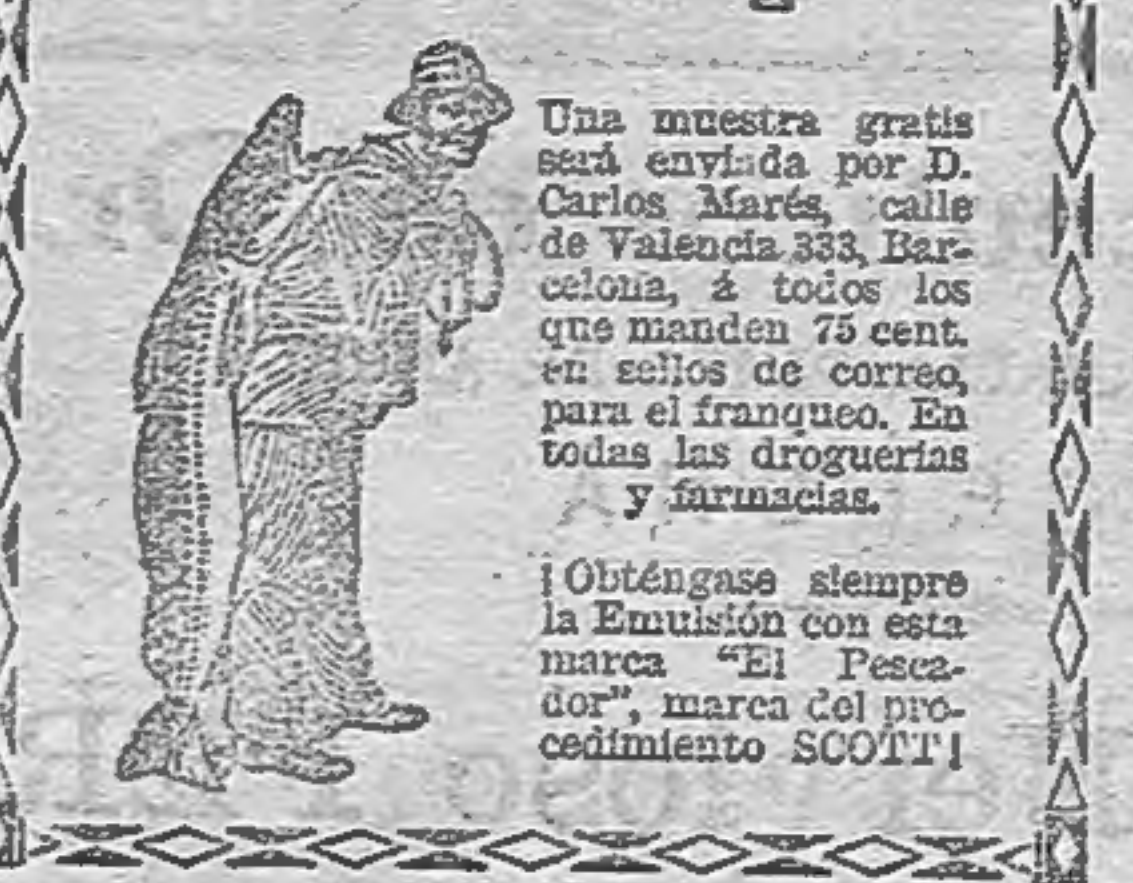 Una muestra gratis
será enviada por D.
Carlos Marés, calle
de Valencia 333, Bar-
celona, á todos los
que manden 75 cent.
en sellos de correo,
para el franqueo. En
todas las droguerías
y farmacias.
¡Obténgase siempre
la Emulsión con esta
marca “El Pesca-
dor”, marca del pro-
cedimiento SCOTT!